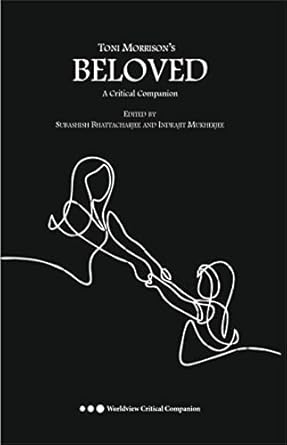 TONI MORRISON'S
BELOVED
A Critical Companion
EDITED BY
SUBASHISH BHATTACHARJEE AND INDRAJIT MUKHERJEE
Worldview Critical Companion